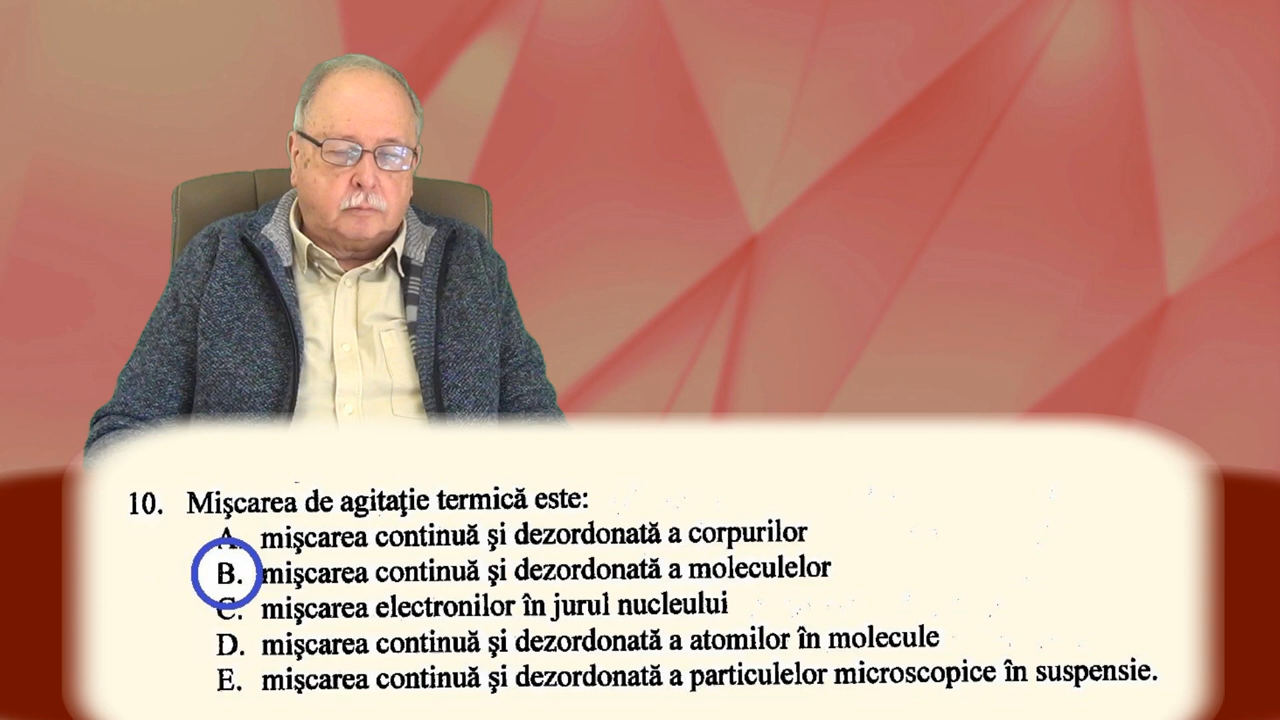 10. Mişcarea de agitaţie termică este:
A. mişcarea continuă şi dezordonată a corpurilor
B. mişcarea continuă şi dezordonată a moleculelor
C. mişcarea electronilor în jurul nucleului
D. mişcarea continuă şi dezordonată a atomilor în molecule
E. mişcarea continuă şi dezordonată a particulelor microscopice în suspensie.